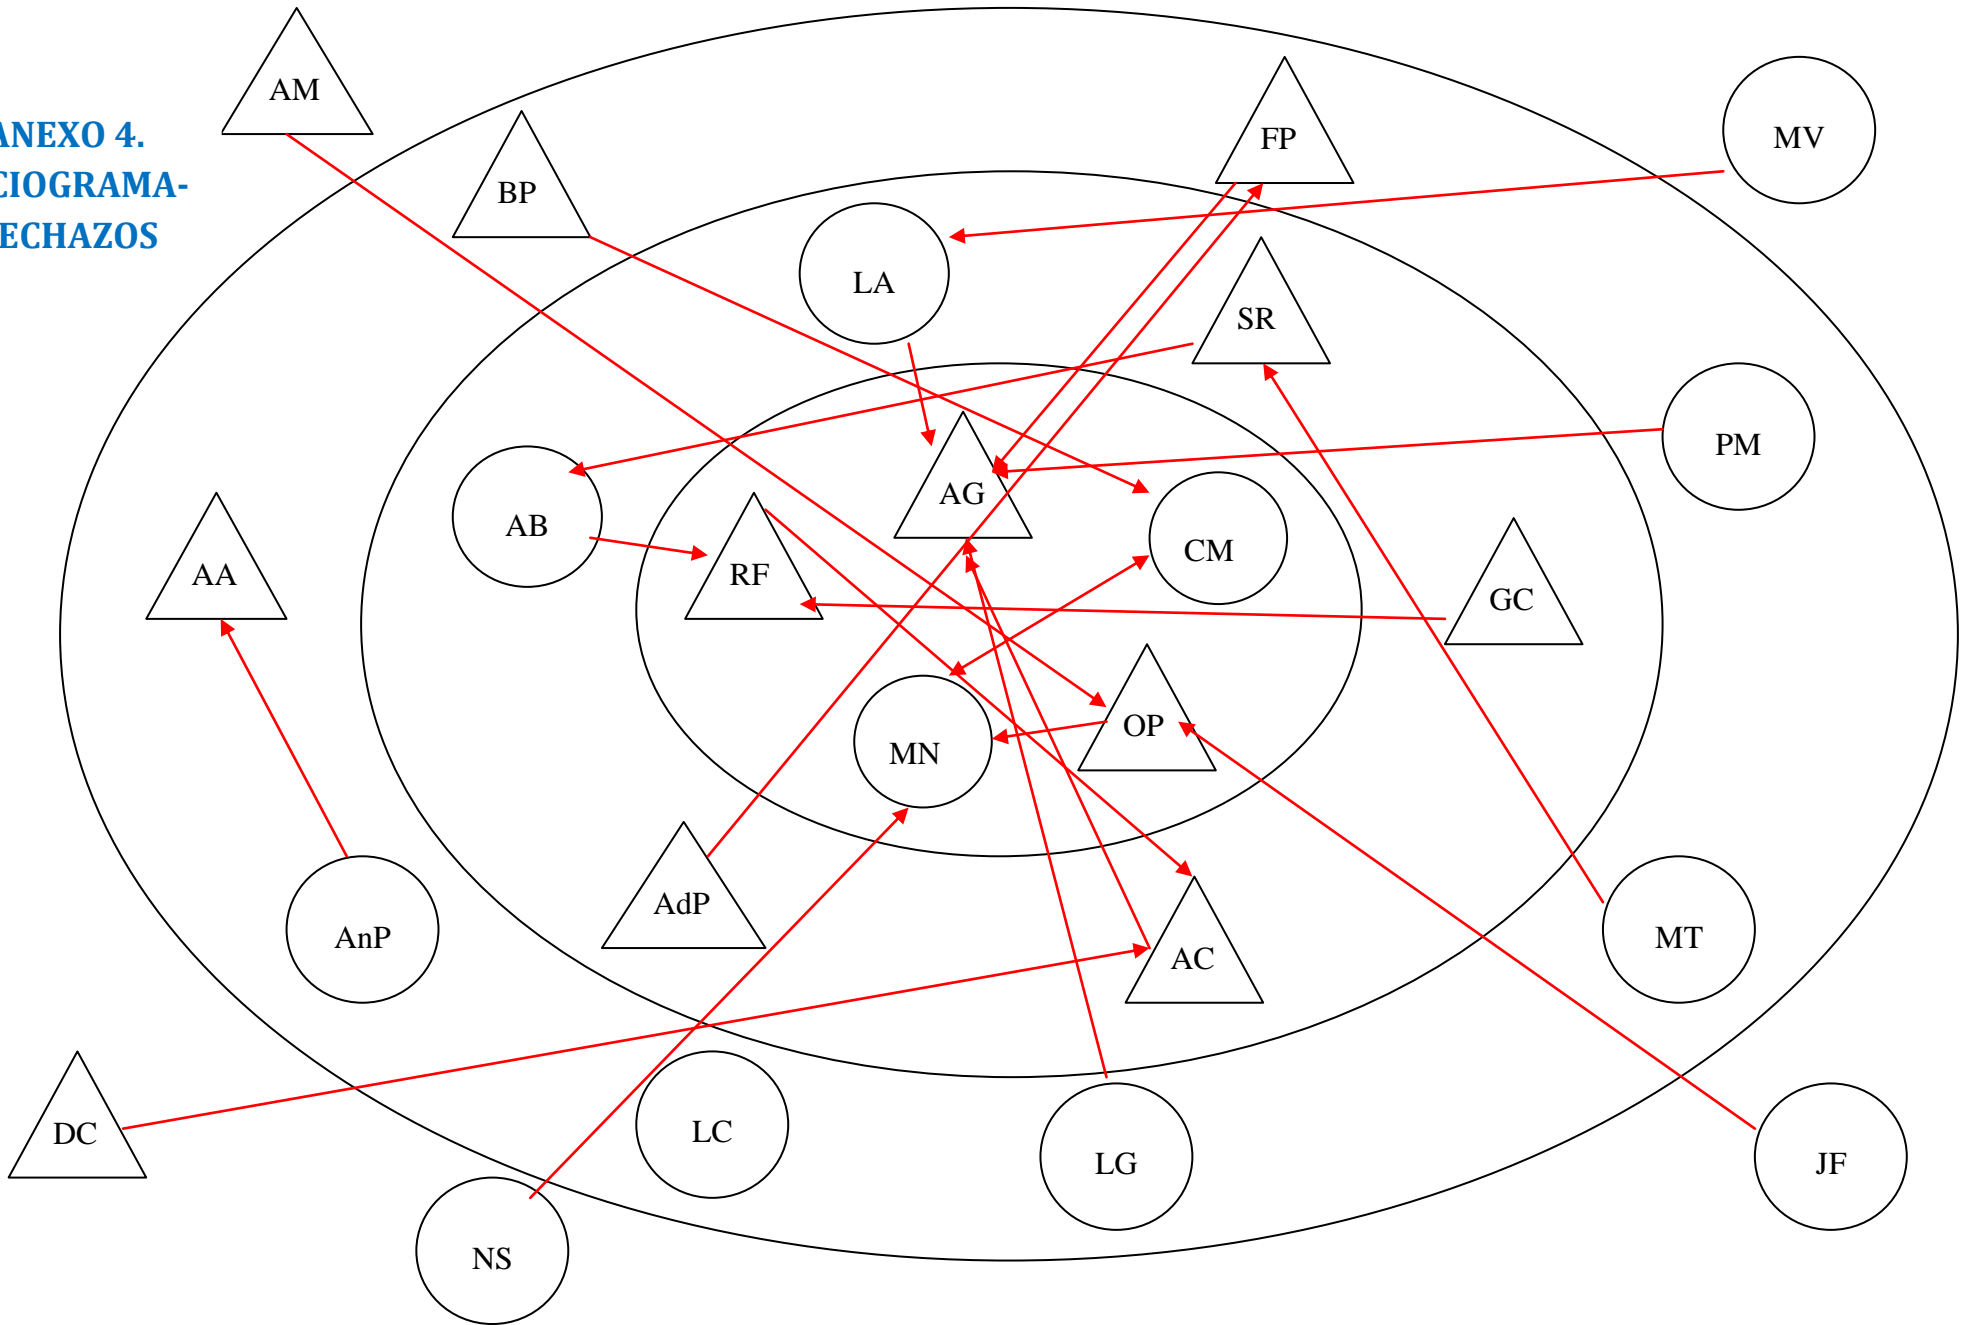 AM
ANEXO 4.
CIOGRAMA-
ECHAZOS
BP
FP
MV
LA
SR
PM
AB
AG
CM
AA
RF
GC
OP
MN
AdP
AnP
AC
MT
DC
LC
LG
JF
NS